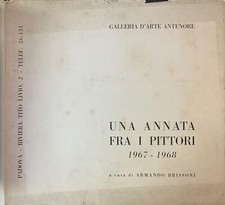 GALLERIA D'ARTE ANTENORE
UNA ANNATA
FRA I PITTORI
1967 - 1968
a cura di ARMANDO BRISSONI
PADOVA - RIVIERA TITO LIVIO, 2 - TELEF. 26.431